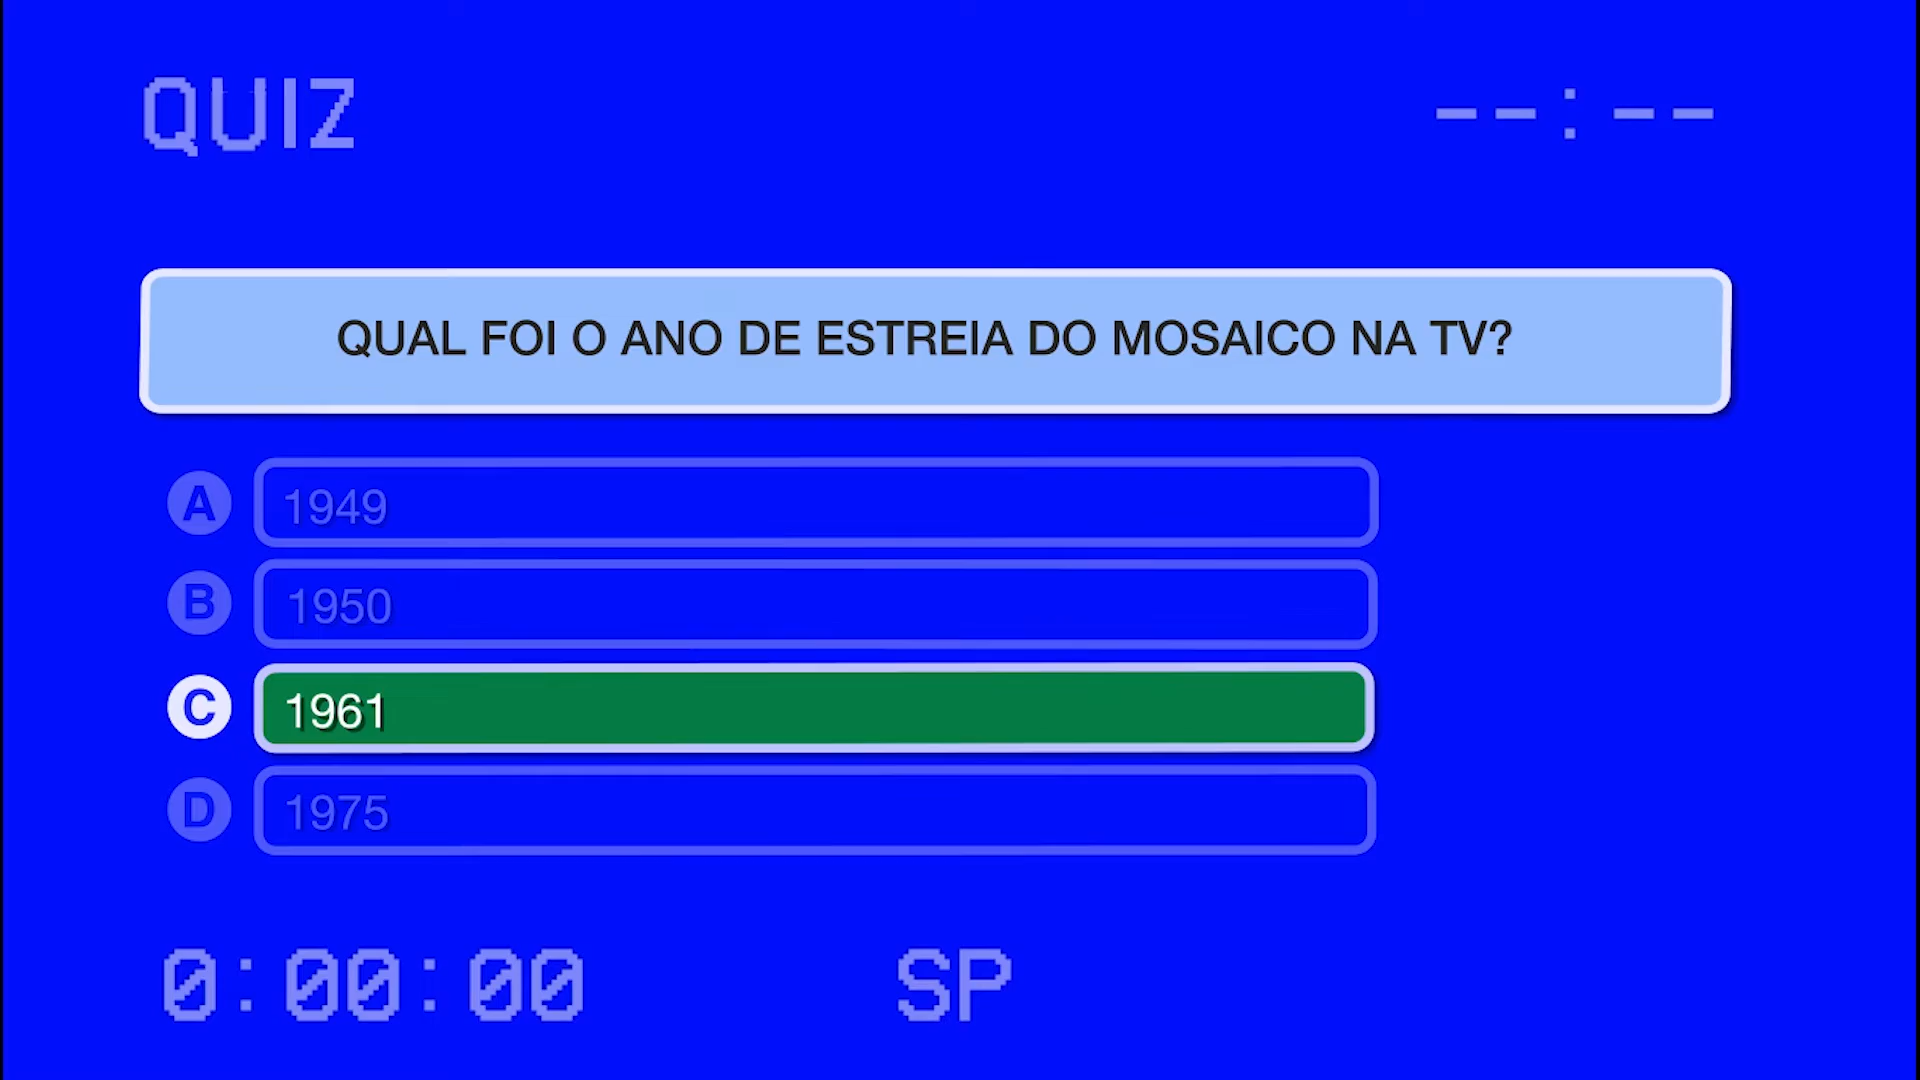 QUIZ
--:--
QUAL FOI O ANO DE ESTREIA DO MOSAICO NA TV?
A 1949
B 1950
C 1961
D 1975
0:00:00 SP